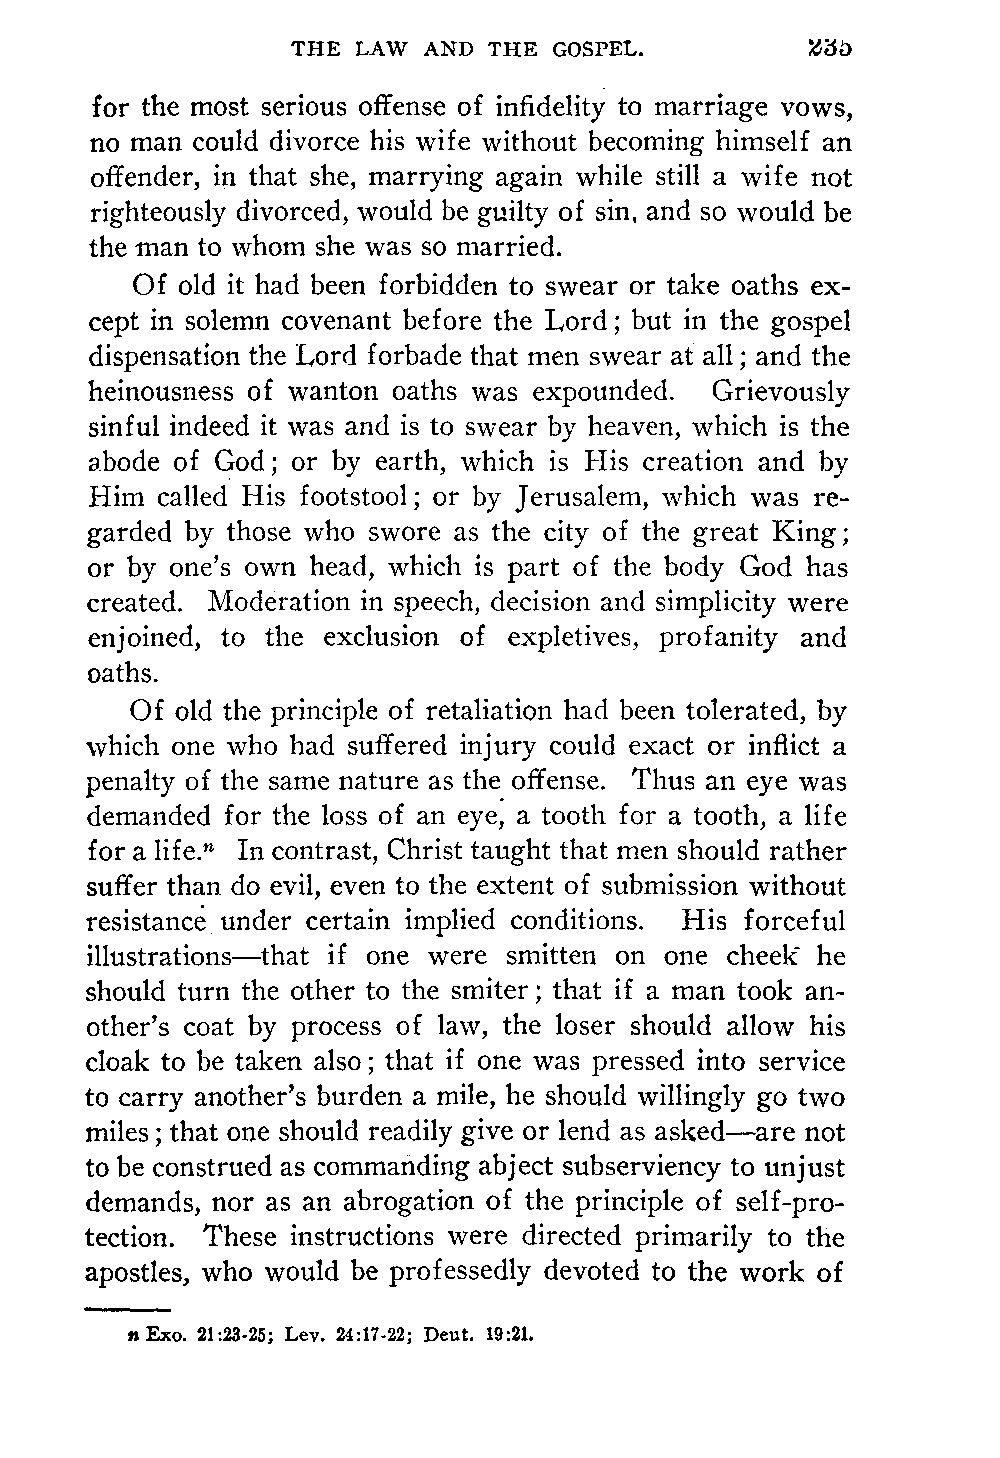 THE LAW AND THE GOSPEL. 235
for the most serious offense of infidelity to marriage vows,
no man could divorce his wife without becoming himself an
offender, in that she, marrying again while still a wife not
righteously divorced, would be guilty of sin, and so would be
the man to whom she was so married.
Of old it had been forbidden to swear or take oaths ex-
cept in solemn covenant before the Lord; but in the gospel
dispensation the Lord forbade that men swear at all; and the
heinousness of wanton oaths was expounded. Grievously
sinful indeed it was and is to swear by heaven, which is the
abode of God; or by earth, which is His creation and by
Him called His footstool; or by Jerusalem, which was re-
garded by those who swore as the city of the great King;
or by one's own head, which is part of the body God has
created. Moderation in speech, decision and simplicity were
enjoined, to the exclusion of expletives, profanity and
oaths.
Of old the principle of retaliation had been tolerated, by
which one who had suffered injury could exact or inflict a
penalty of the same nature as the offense. Thus an eye was
demanded for the loss of an eye, a tooth for a tooth, a life
for a life.n In contrast, Christ taught that men should rather
suffer than do evil, even to the extent of submission without
resistance under certain implied conditions. His forceful
illustrations—that if one were smitten on one cheek he
should turn the other to the smiter; that if a man took an-
other's coat by process of law, the loser should allow his
cloak to be taken also; that if one was pressed into service
to carry another's burden a mile, he should willingly go two
miles; that one should readily give or lend as asked—are not
to be construed as commanding abject subserviency to unjust
demands, nor as an abrogation of the principle of self-pro-
tection. These instructions were directed primarily to the
apostles, who would be professedly devoted to the work of
n Exo. 21:23-25; Lev. 24:17-22; Deut. 19:21.